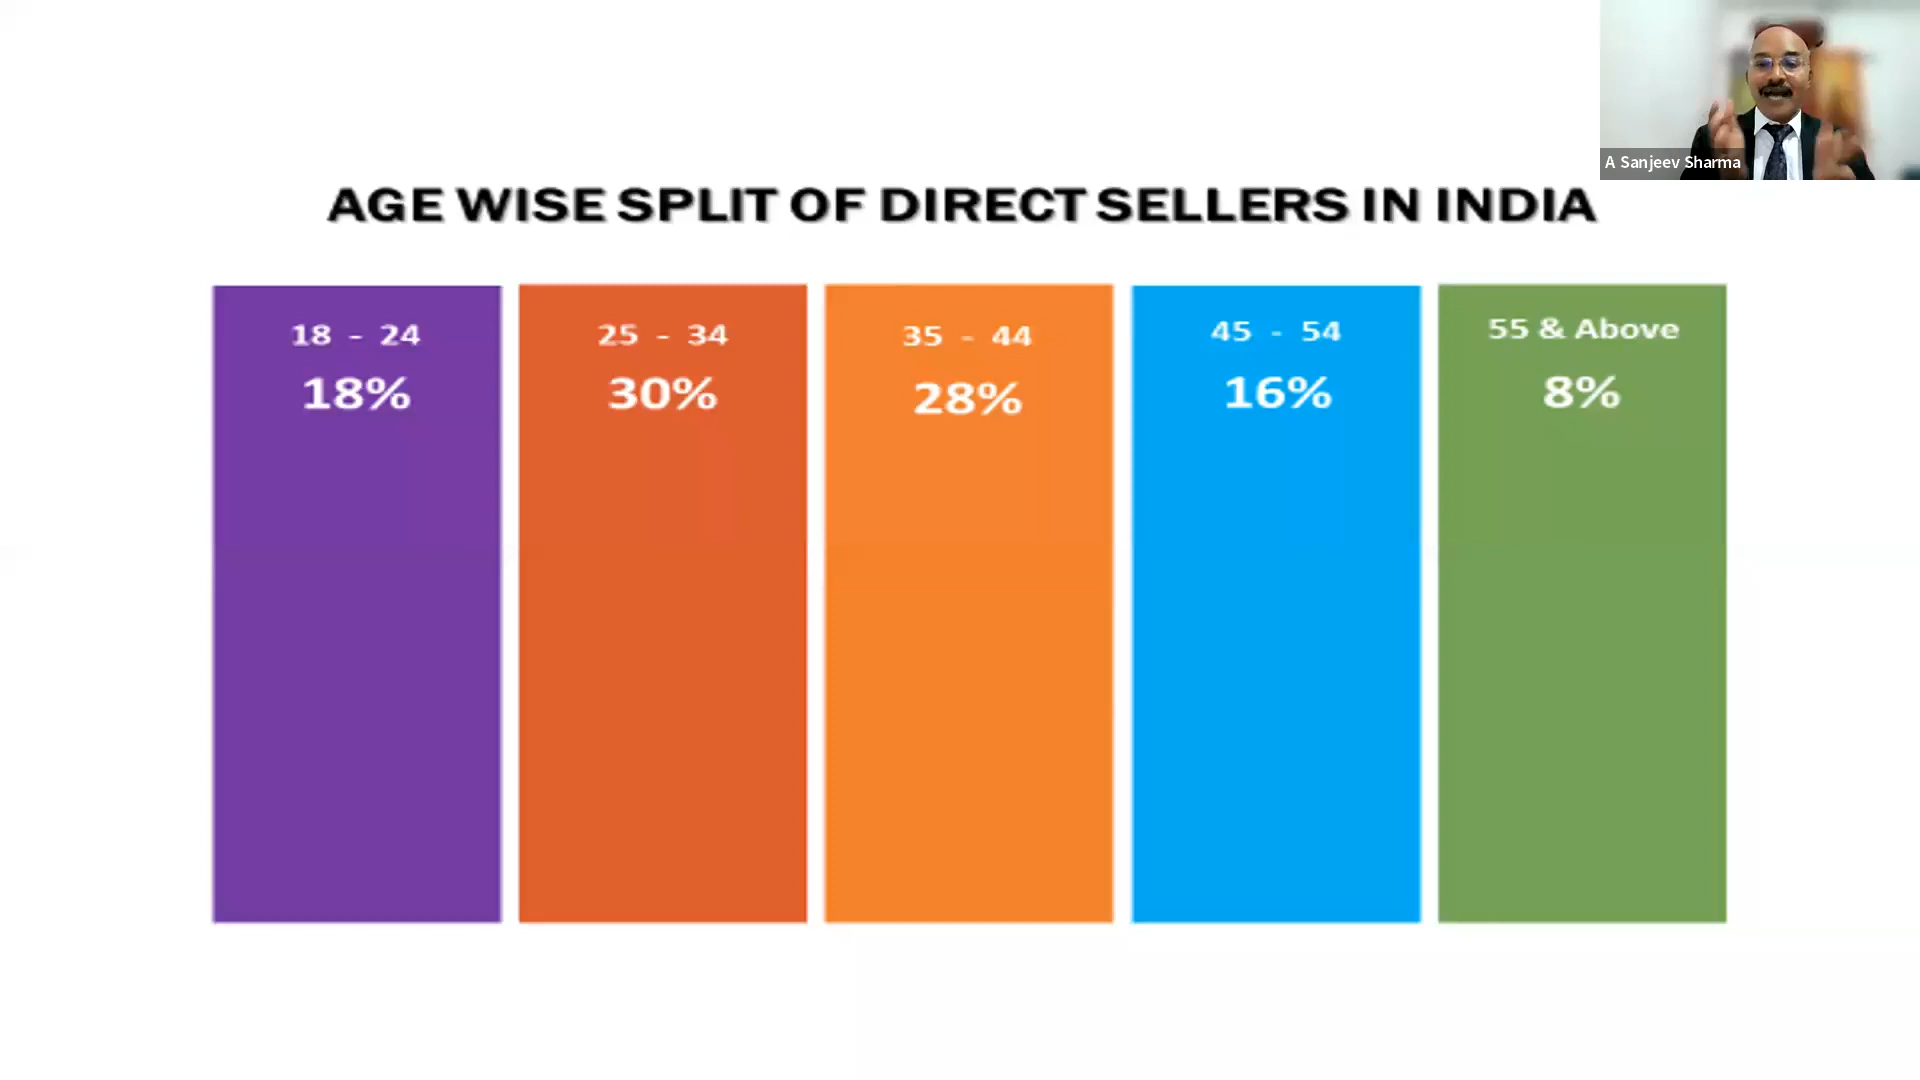 A Sanjeev Sharma
AGE WISE SPLIT OF DIRECT SELLERS IN INDIA
18 - 24
18%
25 - 34
30%
35 - 44
28%
45 - 54
16%
55 & Above
8%